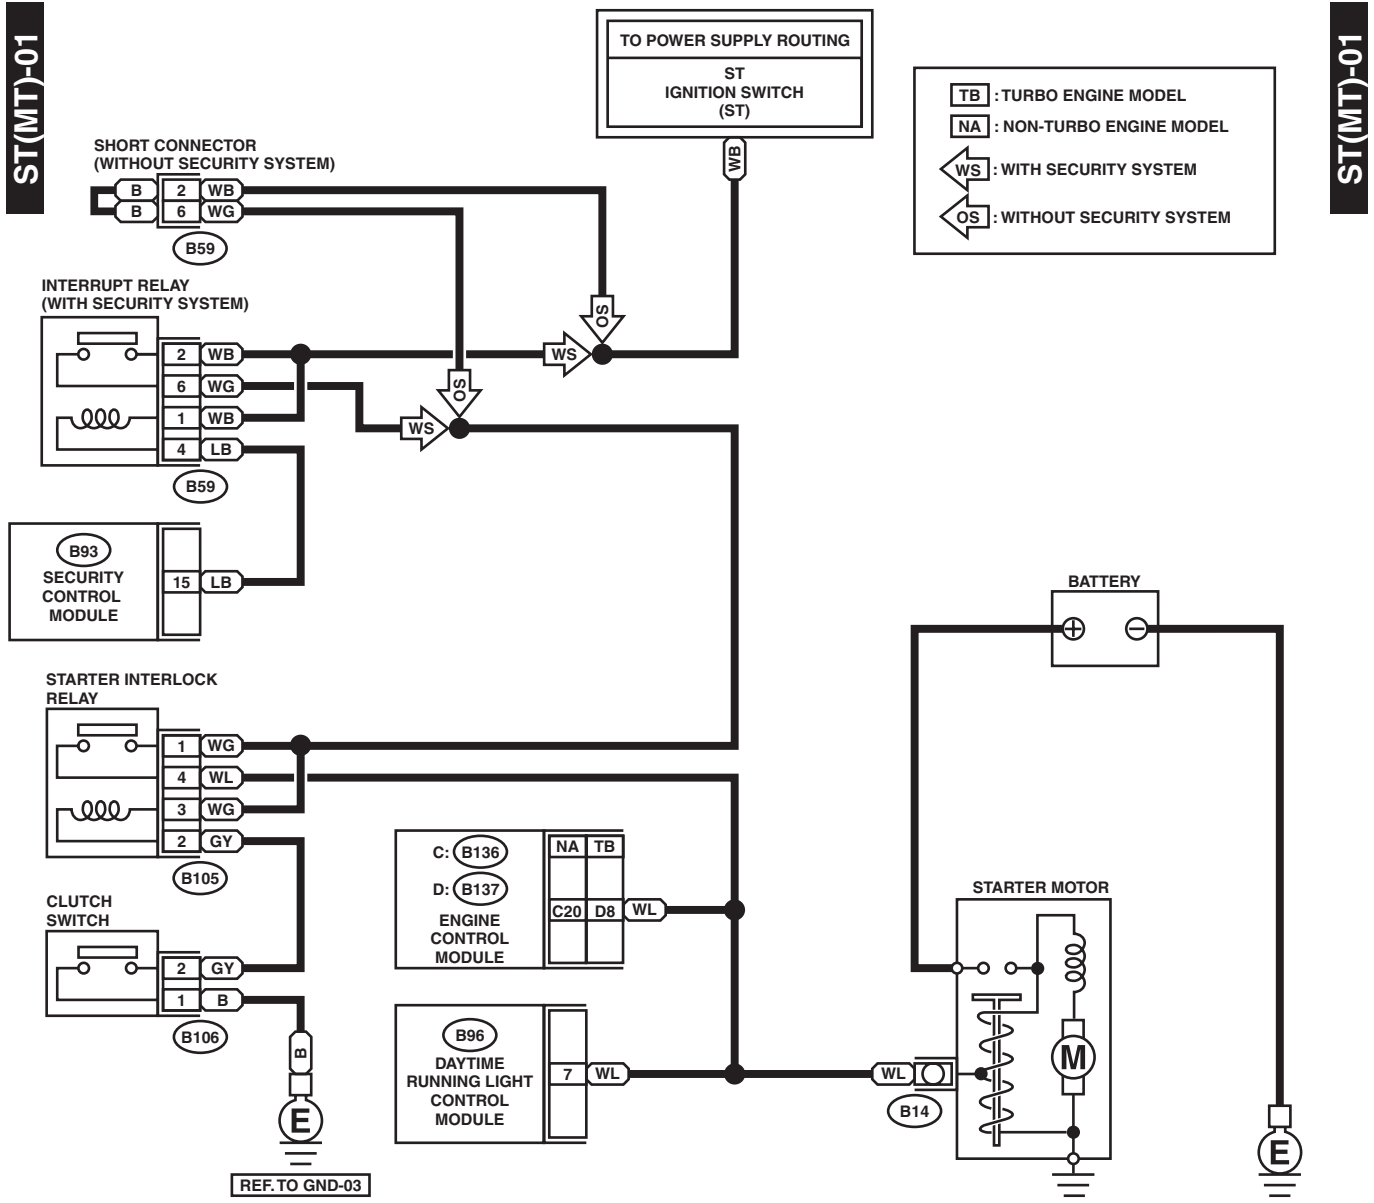 ST(MT)-01
ST(MT)-01
TO POWER SUPPLY ROUTING
ST
IGNITION SWITCH
(ST)
WB
TB : TURBO ENGINE MODEL
NA : NON-TURBO ENGINE MODEL
WS : WITH SECURITY SYSTEM
OS : WITHOUT SECURITY SYSTEM
SHORT CONNECTOR
(WITHOUT SECURITY SYSTEM)
B 2 WB
B 6 WG
B59
OS
WS
OS
WS
INTERRUPT RELAY
(WITH SECURITY SYSTEM)
2 WB
6 WG
1 WB
4 LB
B59
B93
SECURITY
CONTROL
MODULE
15 LB
STARTER INTERLOCK
RELAY
1 WG
4 WL
3 WG
2 GY
B105
CLUTCH
SWITCH
2 GY
1 B
B106
B
E
REF. TO GND-03
C: B136
D: B137
ENGINE
CONTROL
MODULE
NA TB
C20 D8 WL
B96
DAYTIME
RUNNING LIGHT
CONTROL
MODULE
7 WL
BATTERY
+ −
STARTER MOTOR
M
WL
B14
E